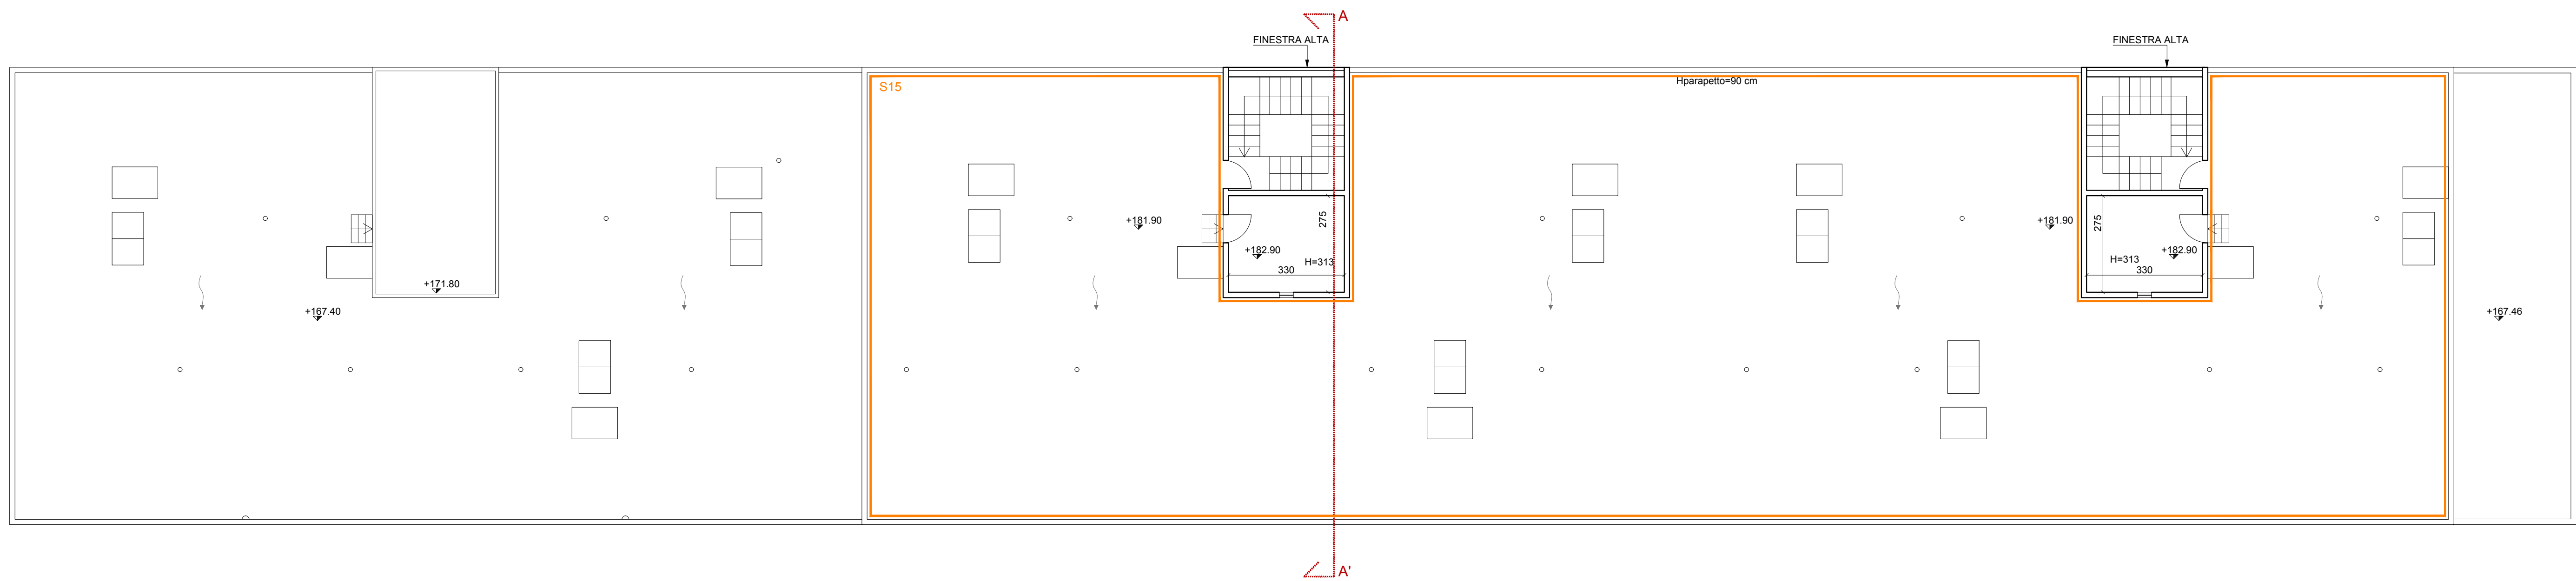 A
FINESTRA ALTA
FINESTRA ALTA
S15
Hparapetto=90 cm
+181.90
275
+181.90
275
+182.90
+182.90
H=313
H=313
330
330
+171.80
+167.40
+167.46
A'